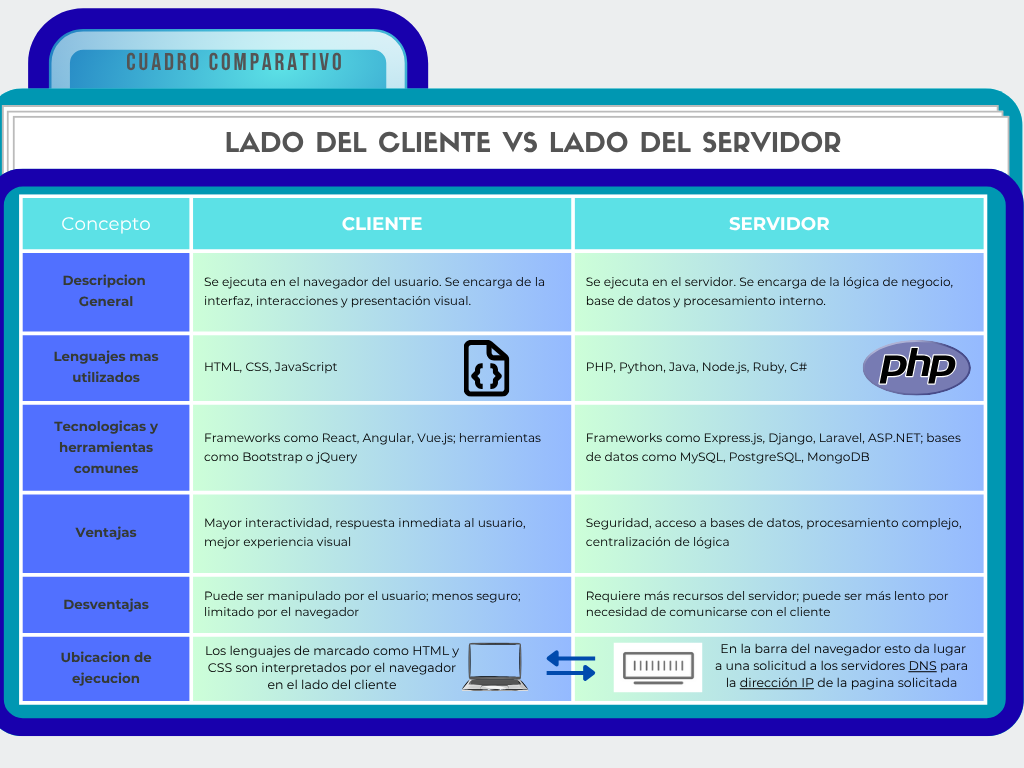 CUADRO COMPARATIVO
LADO DEL CLIENTE VS LADO DEL SERVIDOR
Concepto
CLIENTE
SERVIDOR
Descripcion
General
Se ejecuta en el navegador del usuario. Se encarga de la
interfaz, interacciones y presentación visual.
Se ejecuta en el servidor. Se encarga de la lógica de negocio,
base de datos y procesamiento interno.
Lenguajes mas
utilizados
HTML, CSS, JavaScript
{}
PHP, Python, Java, Node.js, Ruby, C#
php
Tecnologicas y
herramientas
comunes
Frameworks como React, Angular, Vue.js; herramientas
como Bootstrap o jQuery
Frameworks como Express.js, Django, Laravel, ASP.NET; bases
de datos como MySQL, PostgreSQL, MongoDB
Ventajas
Mayor interactividad, respuesta inmediata al usuario,
mejor experiencia visual
Seguridad, acceso a bases de datos, procesamiento complejo,
centralización de lógica
Desventajas
Puede ser manipulado por el usuario; menos seguro;
limitado por el navegador
Requiere más recursos del servidor; puede ser más lento por
necesidad de comunicarse con el cliente
Ubicacion de
ejecucion
Los lenguajes de marcado como HTML y
CSS son interpretados por el navegador
en el lado del cliente
En la barra del navegador esto da lugar
a una solicitud a los servidores DNS para
la dirección IP de la pagina solicitada